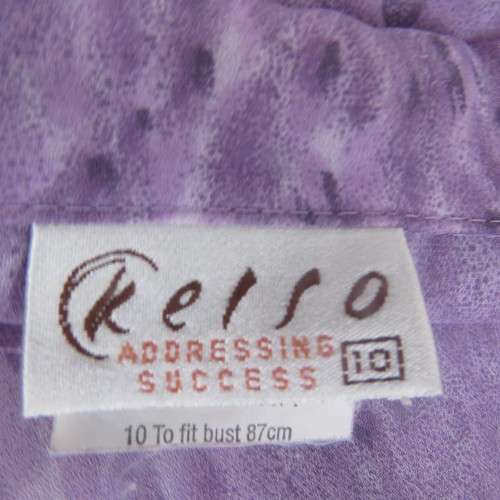 Kelso
ADDRESSING
SUCCESS
10
10 To fit bust 87cm